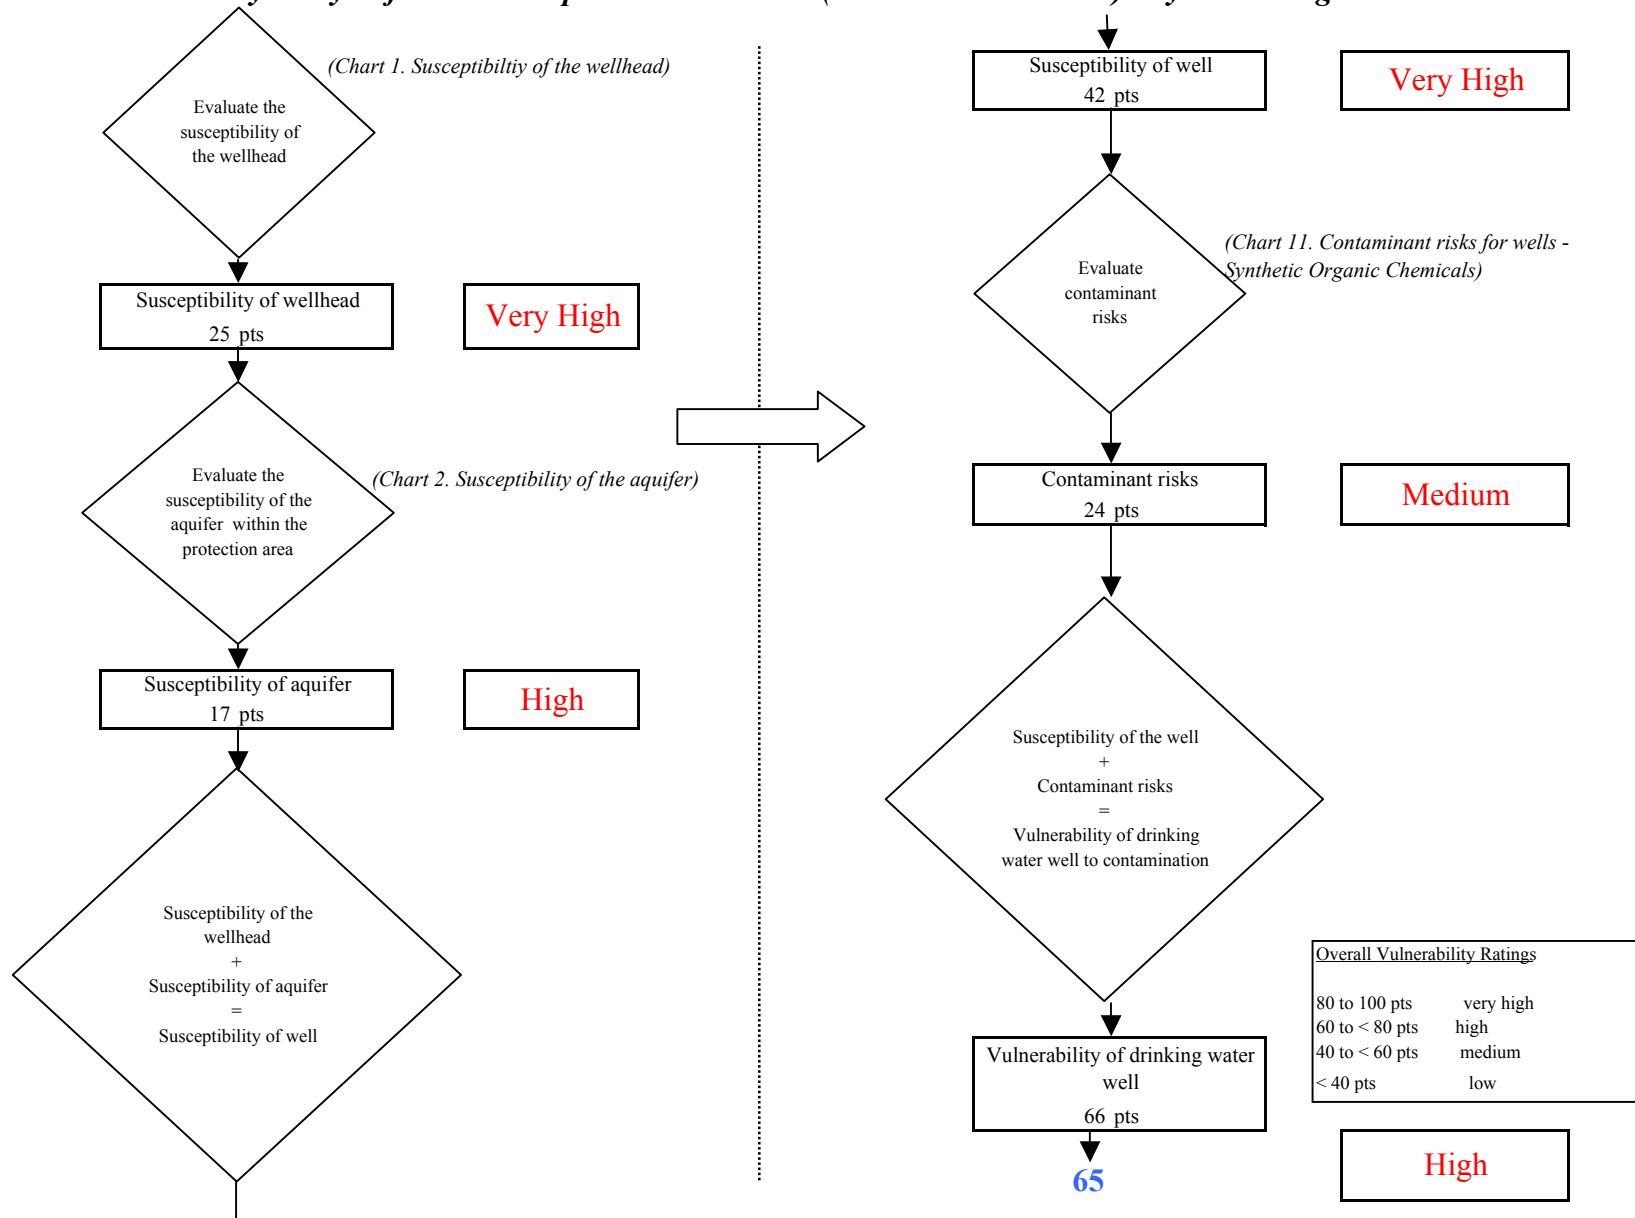 (Chart 1. Susceptibiltiy of the wellhead)
Evaluate the
susceptibility of
the wellhead
Susceptibility of wellhead
25 pts
Very High
Evaluate the
susceptibility of the
aquifer within the
protection area
(Chart 2. Susceptibility of the aquifer)
Susceptibility of aquifer
17 pts
High
Susceptibility of the
wellhead
+
Susceptibility of aquifer
=
Susceptibility of well
Susceptibility of well
42 pts
Very High
Evaluate
contaminant
risks
(Chart 11. Contaminant risks for wells -
Synthetic Organic Chemicals)
Contaminant risks
24 pts
Medium
Susceptibility of the well
+
Contaminant risks
=
Vulnerability of drinking
water well to contamination
Vulnerability of drinking water
well
66 pts
65
Overall Vulnerability Ratings
80 to 100 pts very high
60 to < 80 pts high
40 to < 60 pts medium
< 40 pts low
High